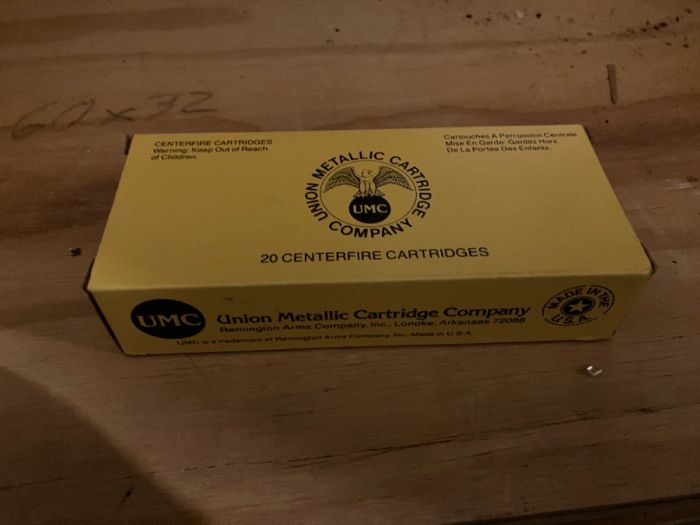 60 x 32
CENTERFIRE CARTRIDGES
Warning: Keep Out of Reach
of Children.
Cartouches A Percussion Centrale
Mise En Garde: Gardez Hors
De La Portée Des Enfants.
UNION METALLIC CARTRIDGE COMPANY
UMC
20 CENTERFIRE CARTRIDGES
UMC
Union Metallic Cartridge Company
Remington Arms Company, Inc., Lonoke, Arkansas 72086
UMC is a trademark of Remington Arms Company, Inc. Made in U.S.A.
MADE IN THE
U.S.A.